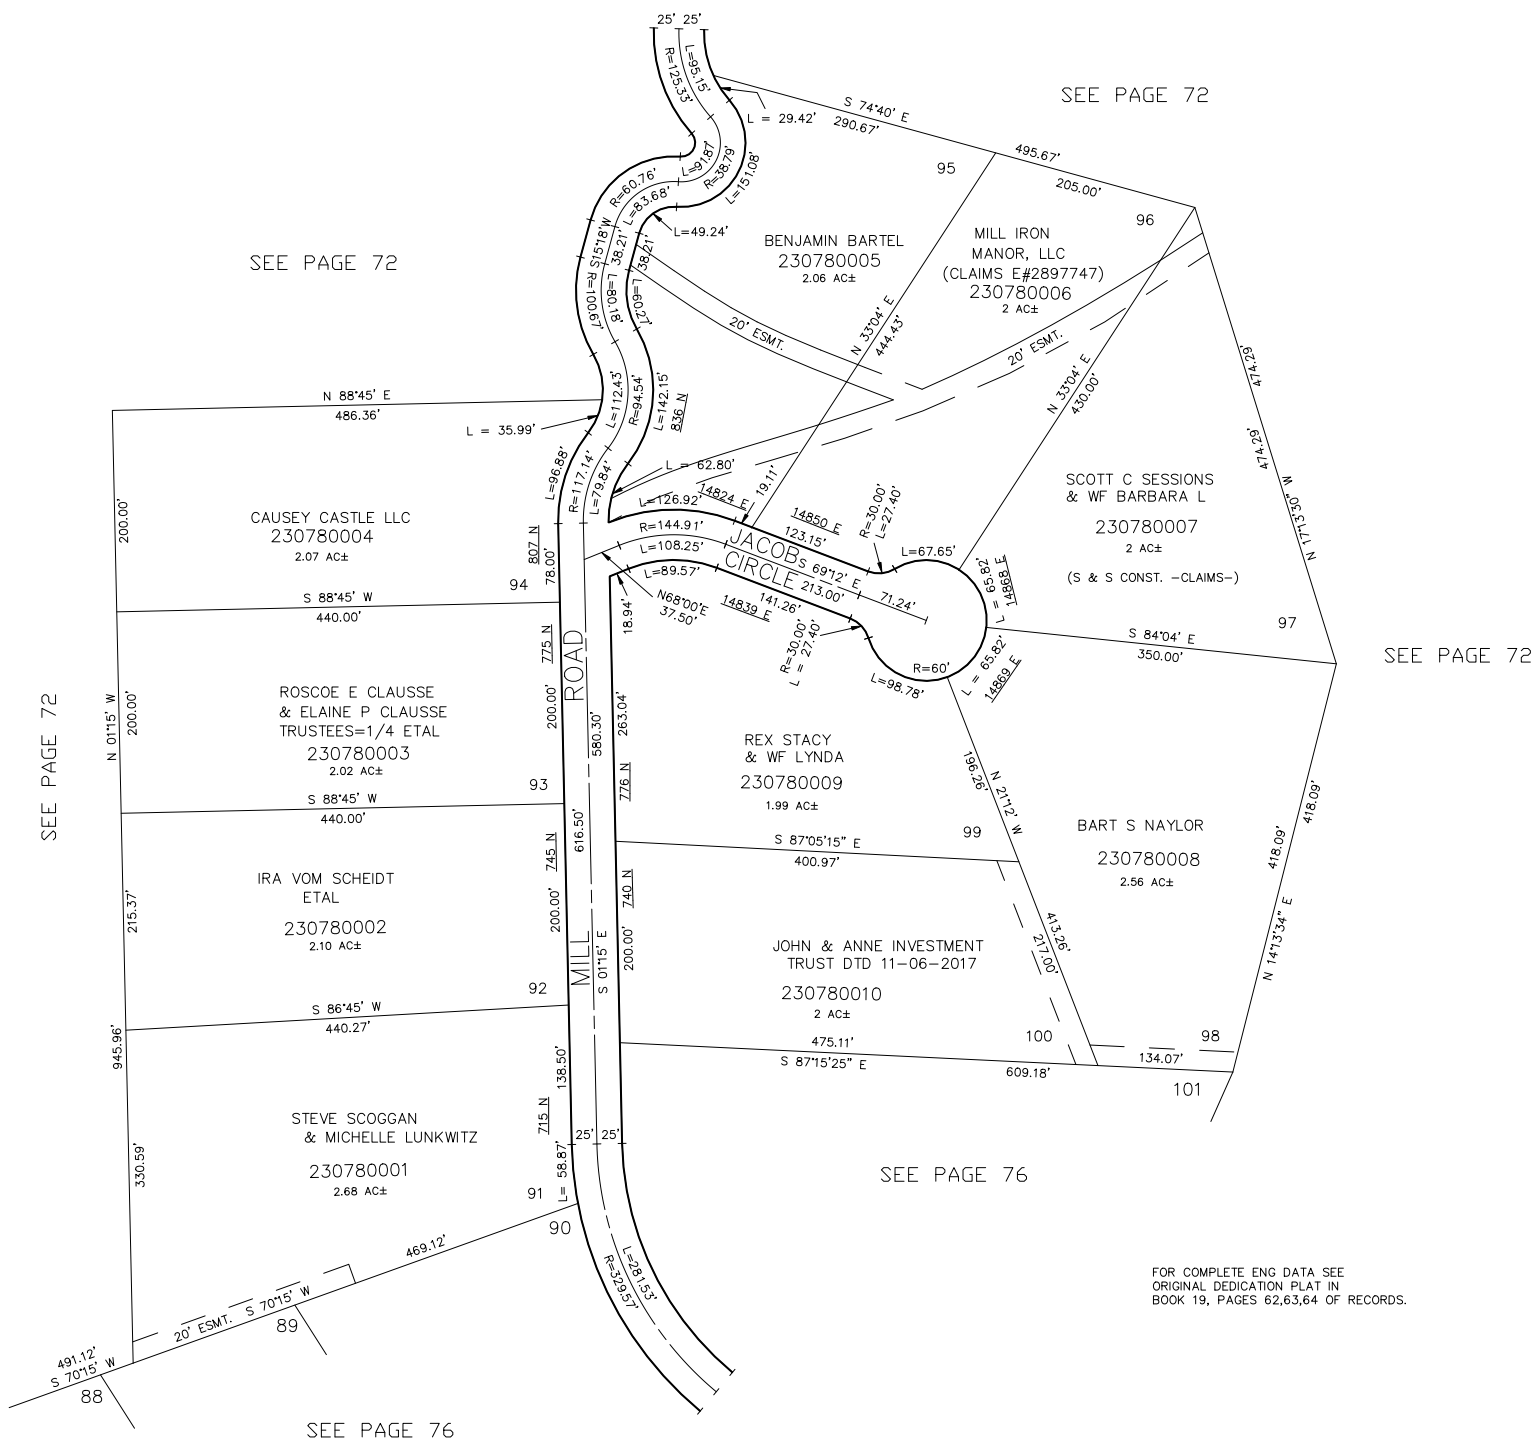 25' 25'
L=95.15'
R=125.33'
L = 29.42'
S 74°40' E
290.67'
SEE PAGE 72
495.67'
205.00'
95
96
L=91.87'
R=38.79'
L=151.08'
R=60.76'
L=83.68'
L=49.24'
S15°18'W
38.21'
38.21'
SEE PAGE 72
BENJAMIN BARTEL
230780005
2.06 AC±
MILL IRON
MANOR, LLC
(CLAIMS E#2897747)
230780006
2 AC±
R=100.67'
L=80.18'
L=60.27'
20' ESMT.
20' ESMT.
N 33°04' E
444.43'
N 33°04' E
430.00'
474.29'
474.29'
N 17°13'30" W
N 88°45' E
486.36'
L = 35.99'
L=112.43'
R=94.54'
L=142.15'
836 N
L = 62.80'
L=96.88'
R=117.14'
L=79.84'
L=126.92'
14824 E
19.11'
14850 E
123.15'
R=30.00'
L=27.40'
L=67.65'
SCOTT C SESSIONS
& WF BARBARA L
230780007
2 AC±
(S & S CONST. -CLAIMS-)
97
200.00'
CAUSEY CASTLE LLC
230780004
2.07 AC±
94
807 N
78.00'
R=144.91'
L=108.25'
L=89.57'
JACOB
CIRCLE
S 69°12' E
213.00'
71.24'
141.26'
14839 E
N68°00'E
37.50'
18.94'
R=30.00'
L = 27.40'
R=60'
L=98.78'
L = 65.82'
14868 E
L = 65.82'
14869 E
S 84°04' E
350.00'
SEE PAGE 72
S 88°45' W
440.00'
775 N
ROAD
SEE PAGE 72
N 01°15' W
200.00'
ROSCOE E CLAUSSE
& ELAINE P CLAUSSE
TRUSTEES=1/4 ETAL
230780003
2.02 AC±
93
200.00'
580.30'
263.04'
776 N
REX STACY
& WF LYNDA
230780009
1.99 AC±
99
196.26'
N 21°12' W
BART S NAYLOR
230780008
2.56 AC±
418.09'
418.09'
N 14°13'34" E
S 88°45' W
440.00'
745 N
616.50'
S 87°05'15" E
400.97'
215.37'
IRA VOM SCHEIDT
ETAL
230780002
2.10 AC±
92
200.00'
MILL
S 01°15' E
740 N
200.00'
JOHN & ANNE INVESTMENT
TRUST DTD 11-06-2017
230780010
2 AC±
100
413.26'
217.00'
98
134.07'
S 86°45' W
440.27'
945.96'
475.11'
S 87°15'25" E
609.18'
101
138.50'
715 N
25' 25'
STEVE SCOGGAN
& MICHELLE LUNKWITZ
230780001
2.68 AC±
330.59'
91
90
L= 58.87'
SEE PAGE 76
469.12'
L=281.53'
R=329.57'
20' ESMT.
S 70°15' W
89
491.12'
S 70°15' W
88
SEE PAGE 76
FOR COMPLETE ENG DATA SEE
ORIGINAL DEDICATION PLAT IN
BOOK 19, PAGES 62,63,64 OF RECORDS.